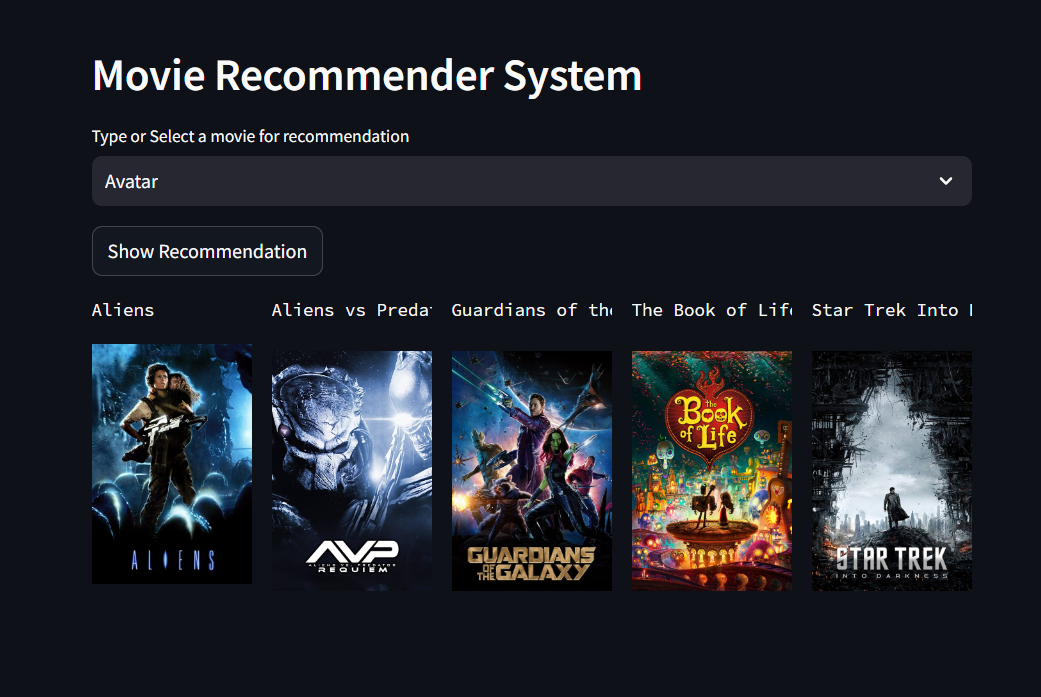 Movie Recommender System
Type or Select a movie for recommendation
Avatar
Show Recommendation
Aliens
Aliens vs Preda
Guardians of the
The Book of Life
Star Trek Into
ALIENS
AVP
ALIENS VS. PREDATOR
REQUIEM
GUARDIANS
OF THE GALAXY
the
Book
of Life
STAR TREK
INTO DARKNESS